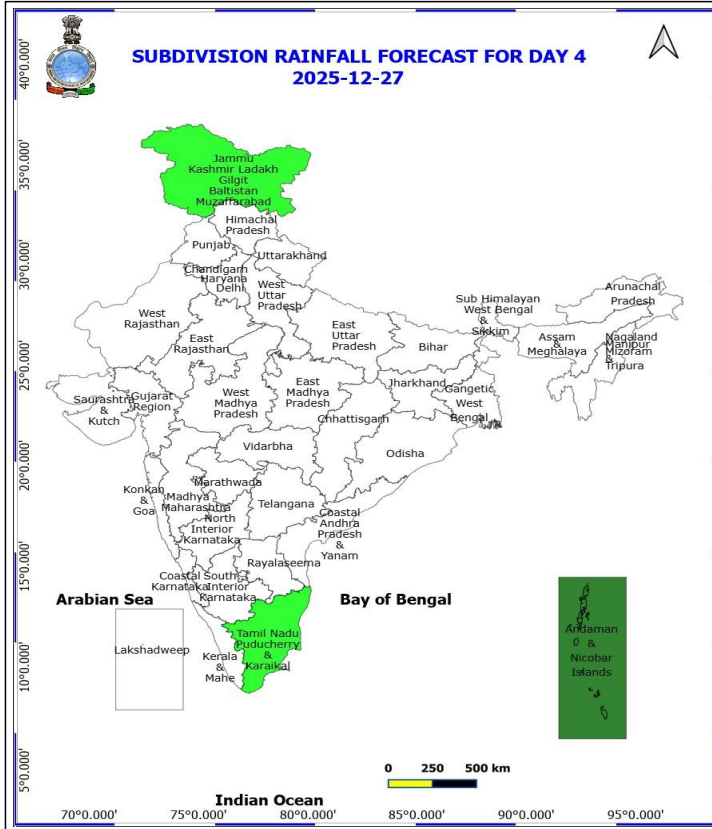 SUBDIVISION RAINFALL FORECAST FOR DAY 4
2025-12-27
40°0.000'
35°0.000'
30°0.000'
25°0.000'
20°0.000'
15°0.000'
10°0.000'
5°0.000'
Jammu
Kashmir Ladakh
Gilgit
Baltistan
Muzaffarabad
Himachal
Pradesh
Punjab
Uttarakhand
Chandigarh
Haryana
Delhi
West
Uttar
Pradesh
West
Rajasthan
East
Rajasthan
East
Uttar
Pradesh
Bihar
Sub Himalayan
West Bengal
&
Sikkim
Arunachal
Pradesh
Assam
&
Meghalaya
Nagaland
Manipur
Mizoram
&
Tripura
Saurashtra
&
Kutch
Gujarat
Region
West
Madhya
Pradesh
East
Madhya
Pradesh
Jharkhand
Gangetic
West
Bengal
Chhattisgarh
Odisha
Vidarbha
Konkan
&
Goa
Marathwada
Madhya
Maharashtra
North
Interior
Karnataka
Telangana
Coastal
Andhra
Pradesh
&
Yanam
Rayalaseema
Coastal
Karnataka
South
Interior
Karnataka
Arabian Sea
Bay of Bengal
Lakshadweep
Kerala
&
Mahe
Tamil Nadu
Puducherry
&
Karaikal
Andaman
&
Nicobar
Islands
0 250 500 km
Indian Ocean
70°0.000' 75°0.000' 80°0.000' 85°0.000' 90°0.000' 95°0.000'